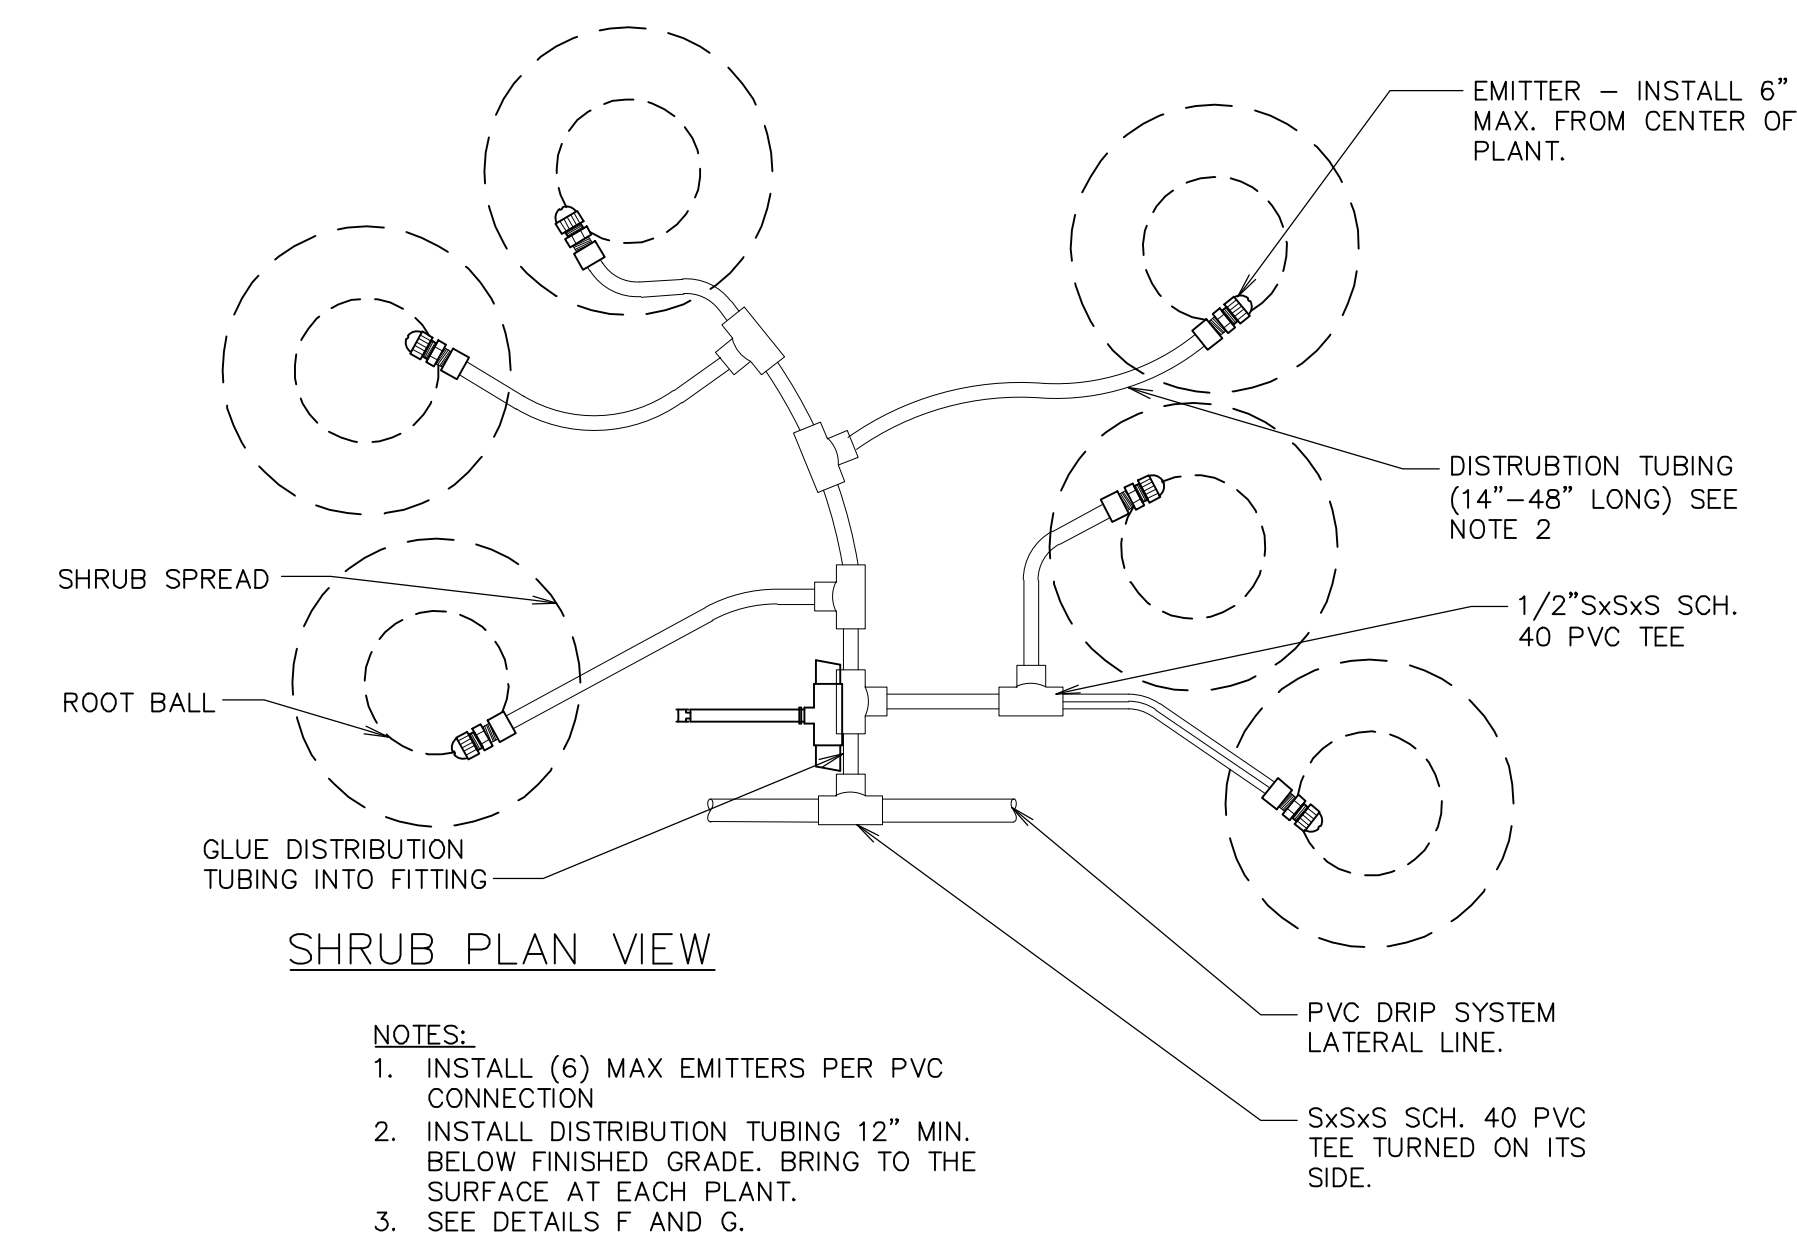 EMITTER – INSTALL 6"
MAX. FROM CENTER OF
PLANT.
DISTRUBTION TUBING
(14"–48" LONG) SEE
NOTE 2
SHRUB SPREAD
1/2"SxSxS SCH.
40 PVC TEE
ROOT BALL
GLUE DISTRIBUTION
TUBING INTO FITTING
SHRUB PLAN VIEW
PVC DRIP SYSTEM
LATERAL LINE.
SxSxS SCH. 40 PVC
TEE TURNED ON ITS
SIDE.
NOTES:
1. INSTALL (6) MAX EMITTERS PER PVC
CONNECTION
2. INSTALL DISTRIBUTION TUBING 12" MIN.
BELOW FINISHED GRADE. BRING TO THE
SURFACE AT EACH PLANT.
3. SEE DETAILS F AND G.